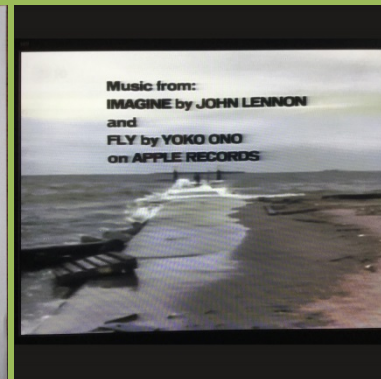 Music from:
IMAGINE by JOHN LENNON
and
FLY by YOKO ONO
on APPLE RECORDS